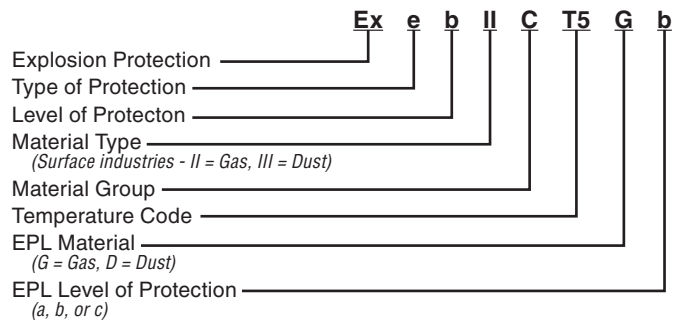 Ex e b II C T5 G b
Explosion Protection
Type of Protection
Level of Protecton
Material Type
(Surface industries - II = Gas, III = Dust)
Material Group
Temperature Code
EPL Material
(G = Gas, D = Dust)
EPL Level of Protection
(a, b, or c)